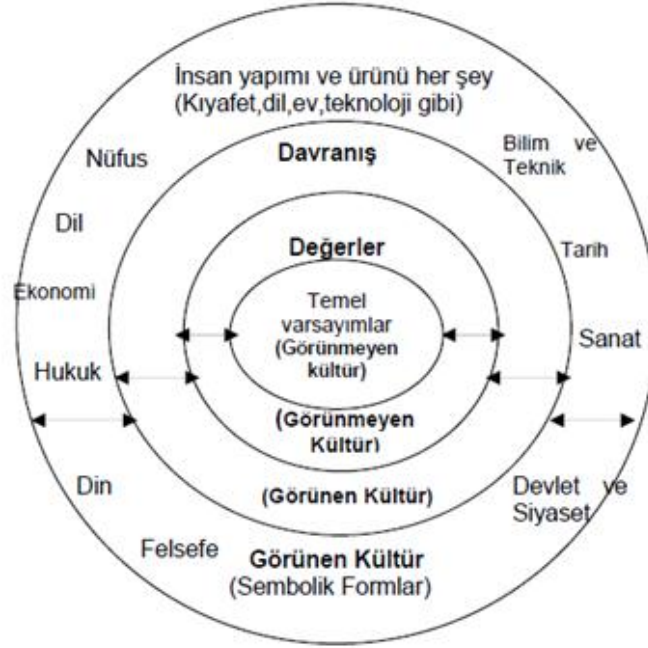 İnsan yapımı ve ürünü her şey
(Kıyafet,dil,ev,teknoloji gibi)
Nüfus
Davranış
Bilim ve
Teknik
Dil
Değerler
Tarih
Ekonomi
Temel
varsayımlar
(Görünmeyen
kültür)
Sanat
Hukuk
(Görünmeyen
Kültür)
Din
(Görünen Kültür)
Devlet ve
Siyaset
Felsefe
Görünen Kültür
(Sembolik Formlar)